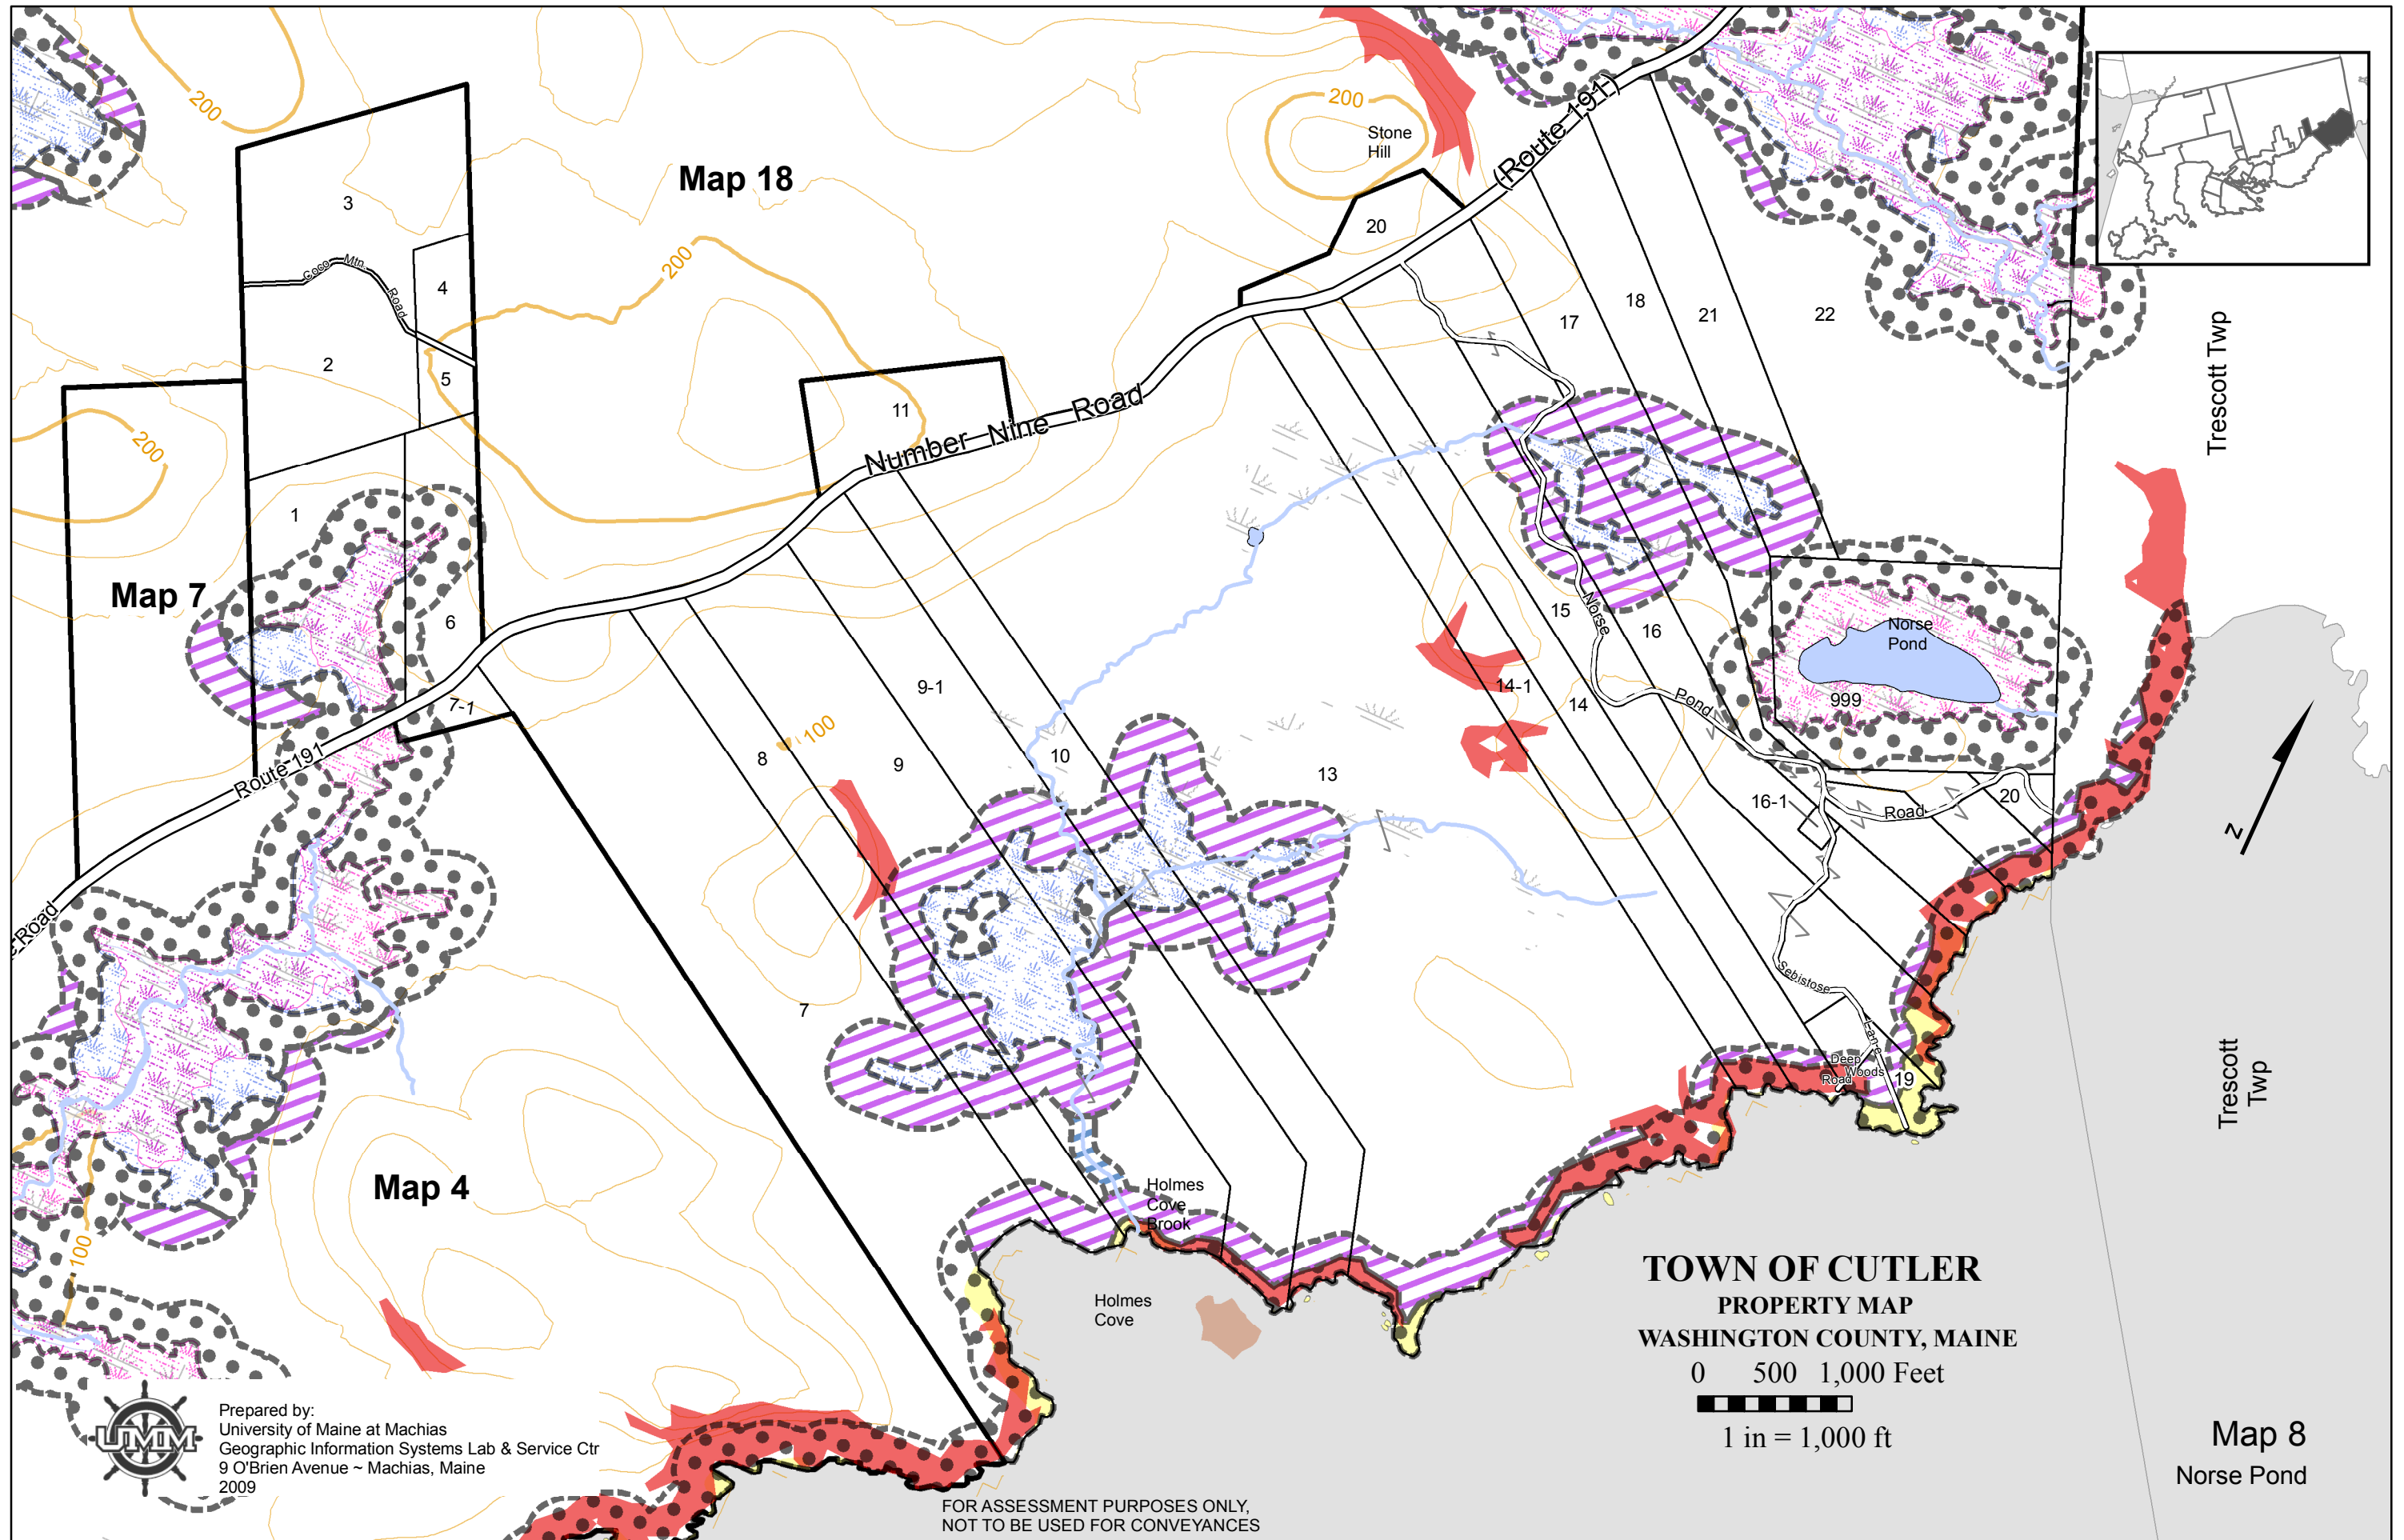 200
200
Stone
Hill
(Route 191)
Map 18
3
20
200
Coco Mtn Road
4
18
21
22
17
Trescott Twp
2
5
11
Number Nine Road
200
1
Map 7
6
15
Norse
16
Norse
Pond
9-1
14-1
999
7-1
14
Pond
100
8
9
10
13
Route 191
16-1
20
Road
N
e Road
Sebistose
Lane
7
Trescott
Twp
Deep
Woods
Road
19
Map 4
Holmes
Cove
Brook
100
Holmes
Cove
TOWN OF CUTLER
PROPERTY MAP
WASHINGTON COUNTY, MAINE
0 500 1,000 Feet
1 in = 1,000 ft
UMM
Prepared by:
University of Maine at Machias
Geographic Information Systems Lab & Service Ctr
9 O'Brien Avenue ~ Machias, Maine
2009
Map 8
Norse Pond
FOR ASSESSMENT PURPOSES ONLY,
NOT TO BE USED FOR CONVEYANCES